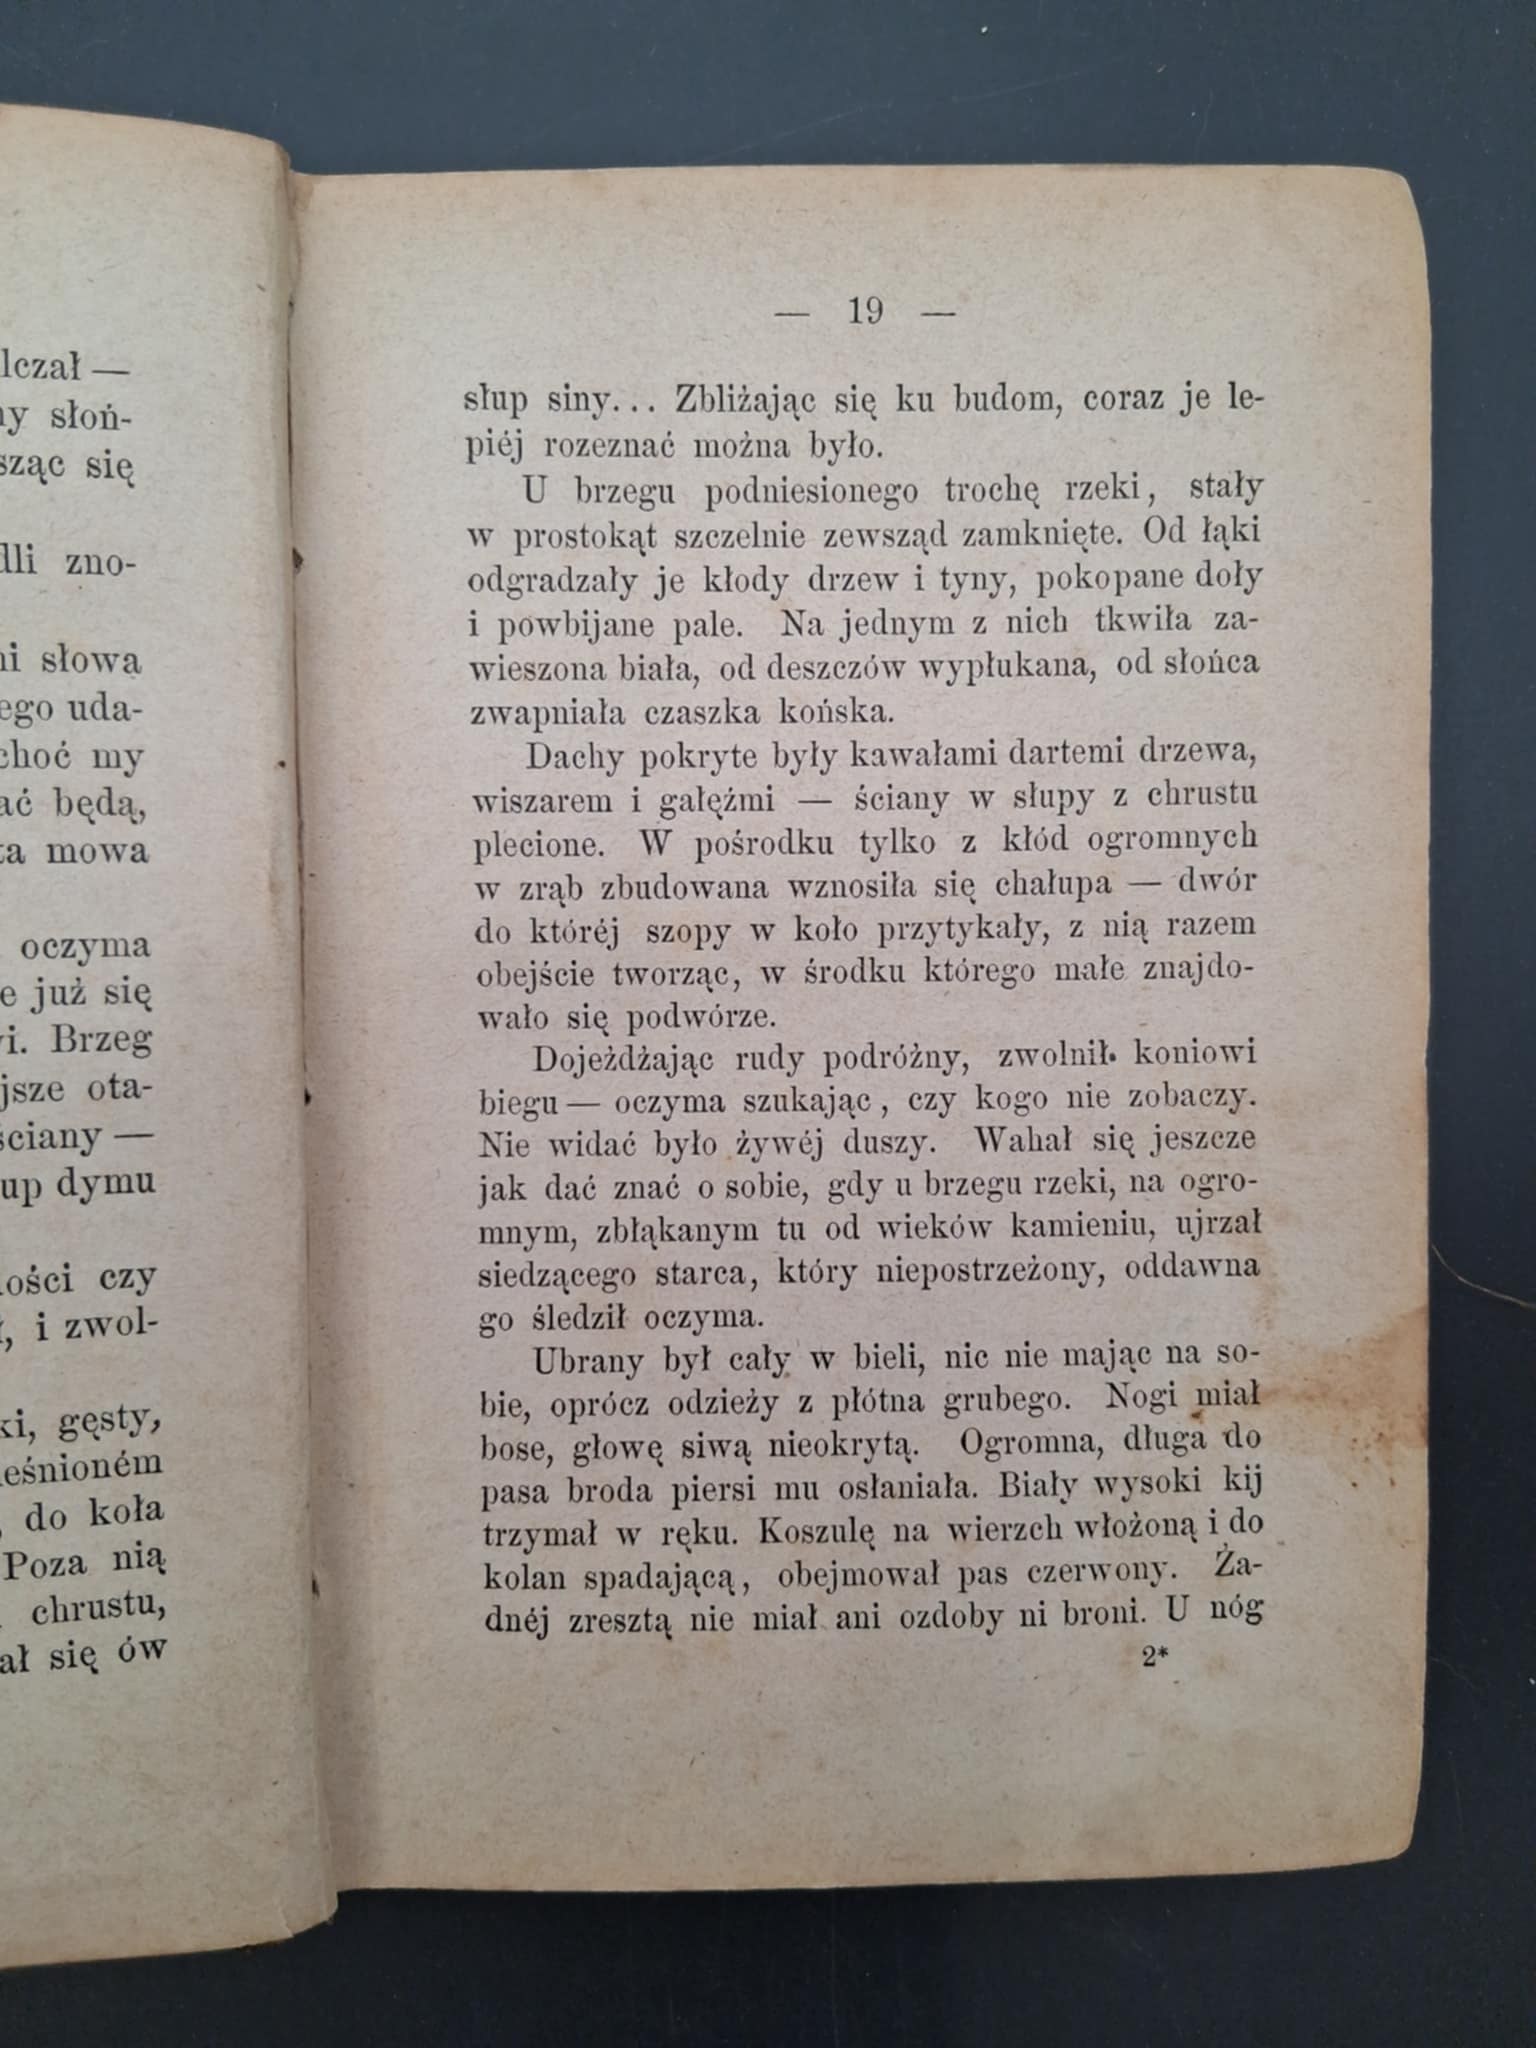 lczał —
ny słoń-
sząc się
dli zno-
ni słowa
ego uda-
choć my
ać będą,
ta mowa
oczyma
e już się
vi. Brzeg
jsze ota-
ściany —
up dymu
ości czy
ł, i zwol-
ki, gęsty,
eśnioném
, do koła
Poza nią
chrustu,
ał się ów
— 19 —
słup siny... Zbliżając się ku budom, coraz je le-
piéj rozeznać można było.
U brzegu podniesionego trochę rzeki, stały
w prostokąt szczelnie zewsząd zamknięte. Od łąki
odgradzały je kłody drzew i tyny, pokopane doły
i powbijane pale. Na jednym z nich tkwiła za-
wieszona biała, od deszczów wypłukana, od słońca
zwapniała czaszka końska.
Dachy pokryte były kawałami dartemi drzewa,
wiszarem i gałęźmi — ściany w słupy z chrustu
plecione. W pośrodku tylko z kłód ogromnych
w zrąb zbudowana wznosiła się chałupa — dwór
do któréj szopy w koło przytykały, z nią razem
obejście tworząc, w środku którego małe znajdo-
wało się podwórze.
Dojeżdżając rudy podróżny, zwolnił koniowi
biegu — oczyma szukając, czy kogo nie zobaczy.
Nie widać było żywéj duszy. Wahał się jeszcze
jak dać znać o sobie, gdy u brzegu rzeki, na ogro-
mnym, zbłąkanym tu od wieków kamieniu, ujrzał
siedzącego starca, który niepostrzeżony, oddawna
go śledził oczyma.
Ubrany był cały w bieli, nic nie mając na so-
bie, oprócz odzieży z płótna grubego. Nogi miał
bose, głowę siwą nieokrytą. Ogromna, długa do
pasa broda piersi mu osłaniała. Biały wysoki kij
trzymał w ręku. Koszulę na wierzch włożoną i do
kolan spadającą, obejmował pas czerwony. Ża-
dnéj zresztą nie miał ani ozdoby ni broni. U nóg
2*